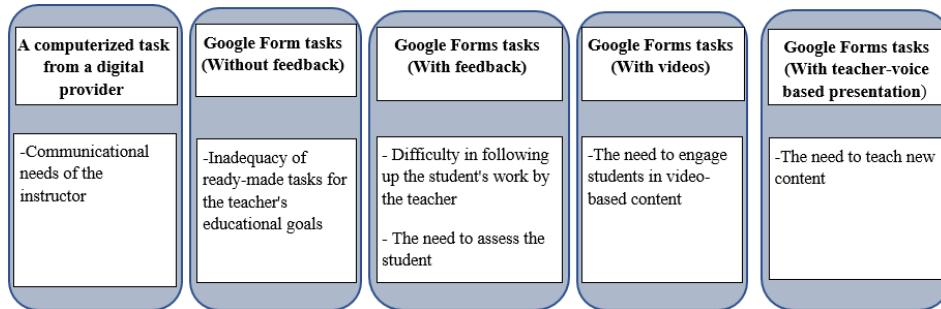 A computerized task
from a digital
provider
-Communicational
needs of the
instructor
Google Form tasks
(Without feedback)
-Inadequacy of
ready-made tasks for
the teacher's
educational goals
Google Forms tasks
(With feedback)
- Difficulty in following
up the student's work by
the teacher
- The need to assess the
student
Google Forms tasks
(With videos)
-The need to engage
students in video-
based content
Google Forms tasks
(With teacher-voice
based presentation)
-The need to teach new
content